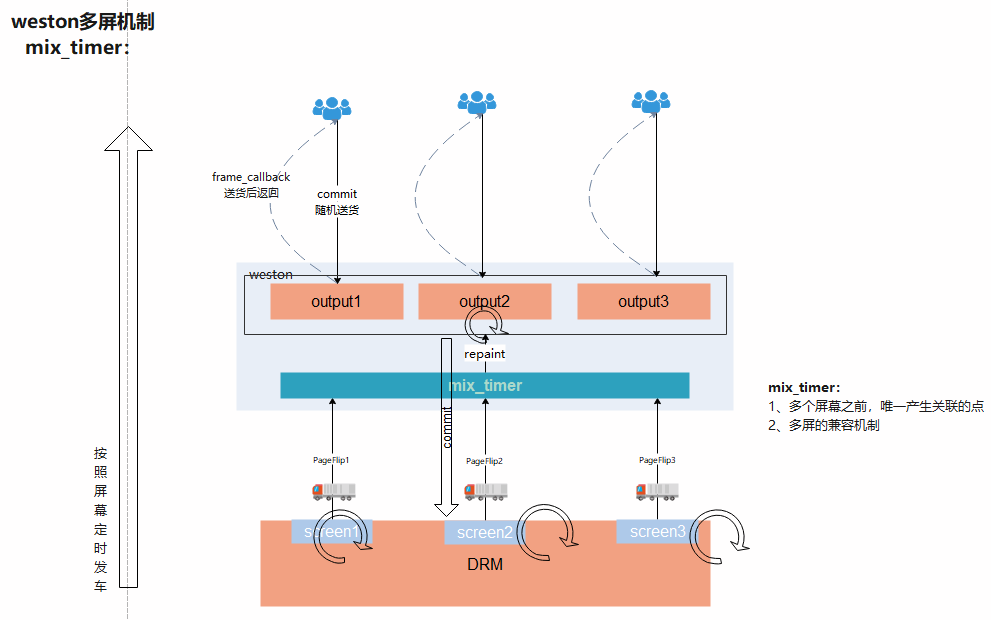 weston多屏机制
mix_timer：
frame_callback
送货后返回
commit
随机送货
weston
output1
output2
output3
repaint
mix_timer
commit
mix_timer：
1、多个屏幕之前，唯一产生关联的点
2、多屏的兼容机制
PageFlip1
PageFlip2
PageFlip3
按照屏幕定时发车
screen1
screen2
screen3
DRM